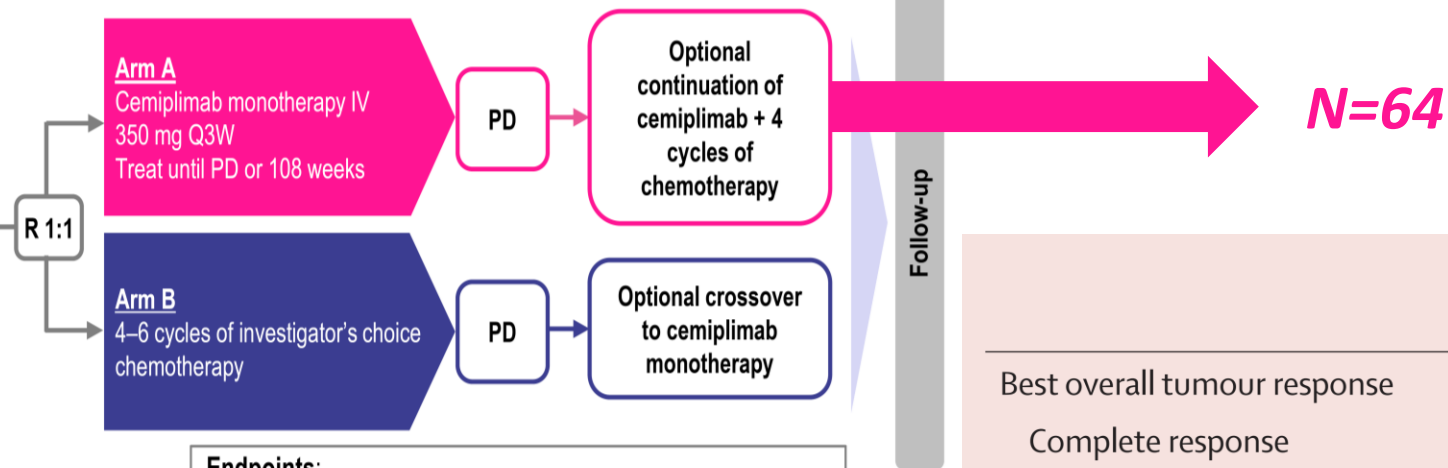 R 1:1
Arm A
Cemiplimab monotherapy IV
350 mg Q3W
Treat until PD or 108 weeks
PD
Optional
continuation of
cemiplimab + 4
cycles of
chemotherapy
N=64
Arm B
4–6 cycles of investigator's choice
chemotherapy
PD
Optional crossover
to cemiplimab
monotherapy
Follow-up
Best overall tumour response
Complete response
Endpoints: